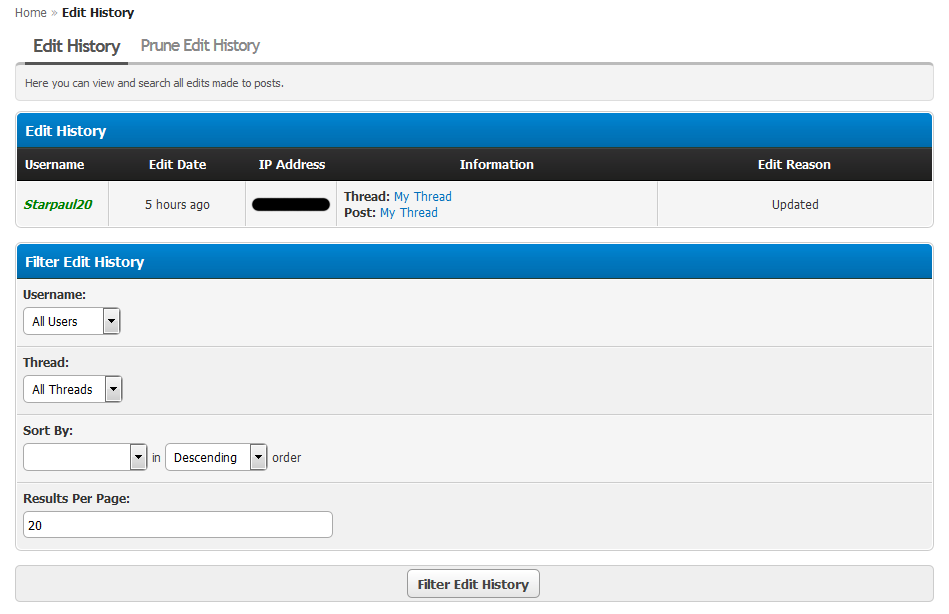 Home » Edit History
Edit History Prune Edit History
Here you can view and search all edits made to posts.
Edit History
Username Edit Date IP Address Information Edit Reason
Starpaul20 5 hours ago Thread: My Thread Updated
Post: My Thread
Filter Edit History
Username:
All Users
Thread:
All Threads
Sort By:
in Descending order
Results Per Page:
20
Filter Edit History